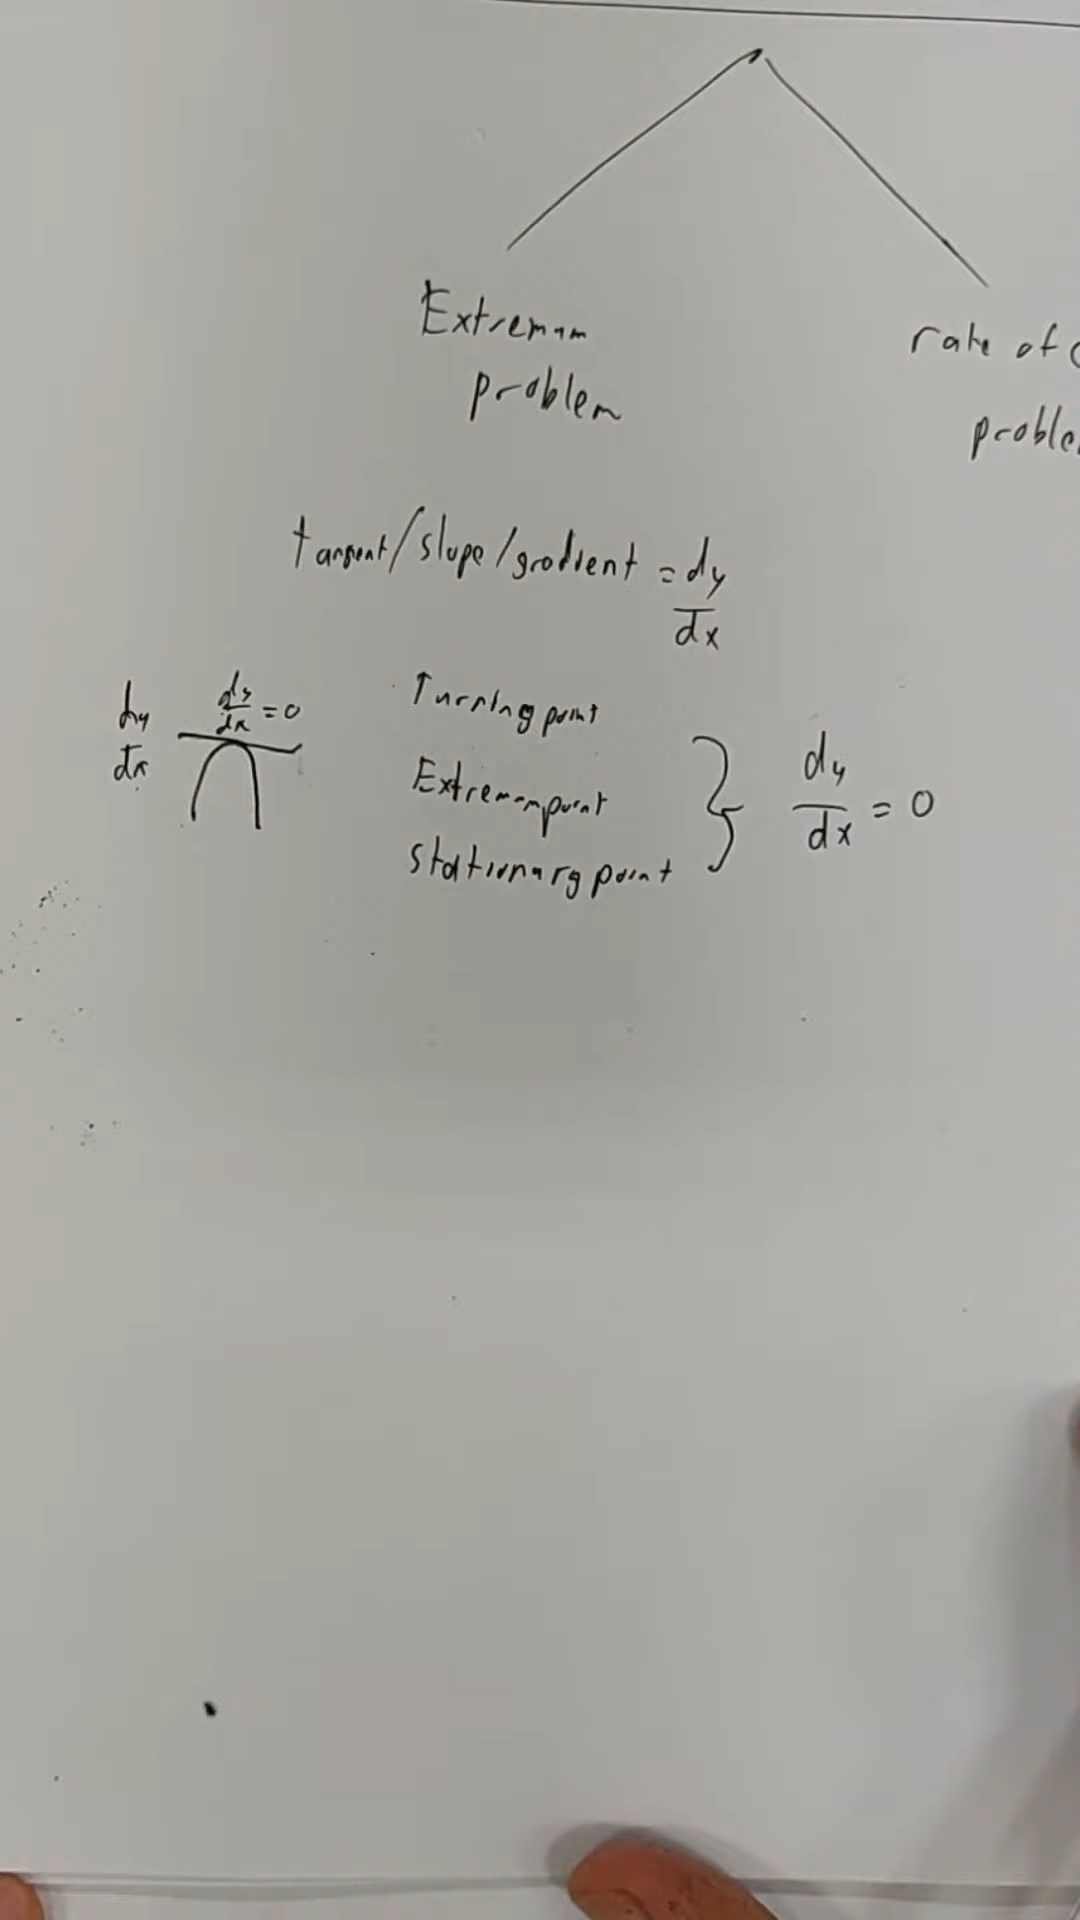 Extremum
problem
rate of c
proble
tangent/slope/gradient = dy
dx
dy
dx
dy
dx = 0
Turning point
Extremum point
stationary point
dy
dx = 0